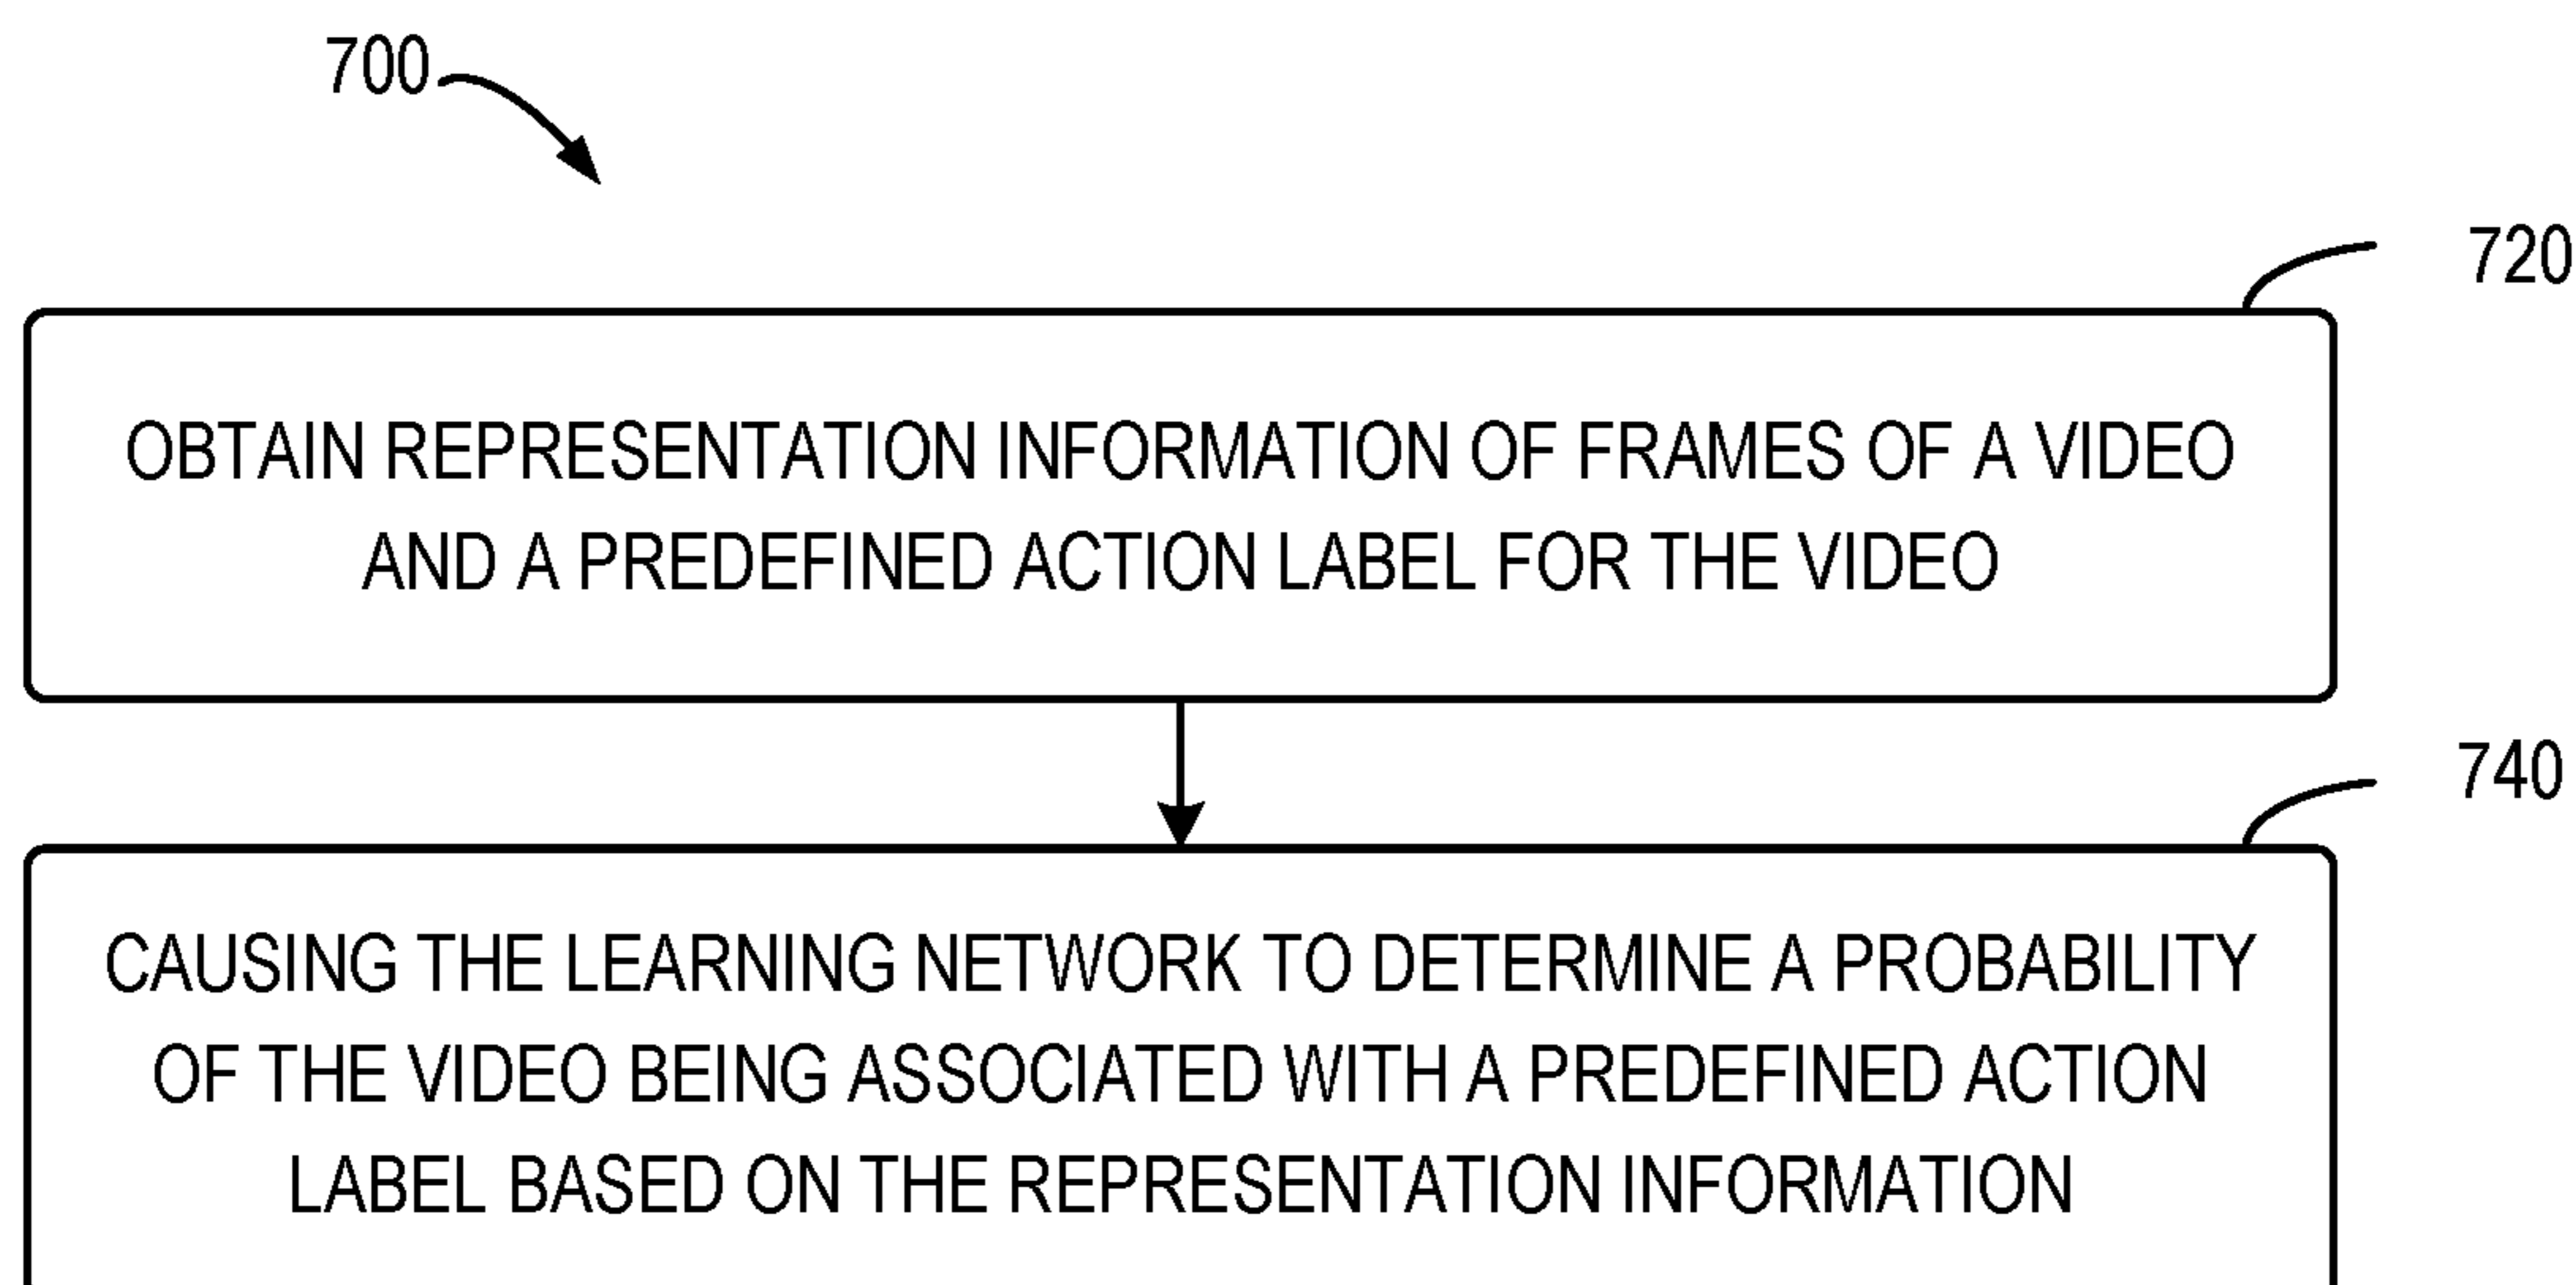 700
720
OBTAIN REPRESENTATION INFORMATION OF FRAMES OF A VIDEO
AND A PREDEFINED ACTION LABEL FOR THE VIDEO
740
CAUSING THE LEARNING NETWORK TO DETERMINE A PROBABILITY
OF THE VIDEO BEING ASSOCIATED WITH A PREDEFINED ACTION
LABEL BASED ON THE REPRESENTATION INFORMATION